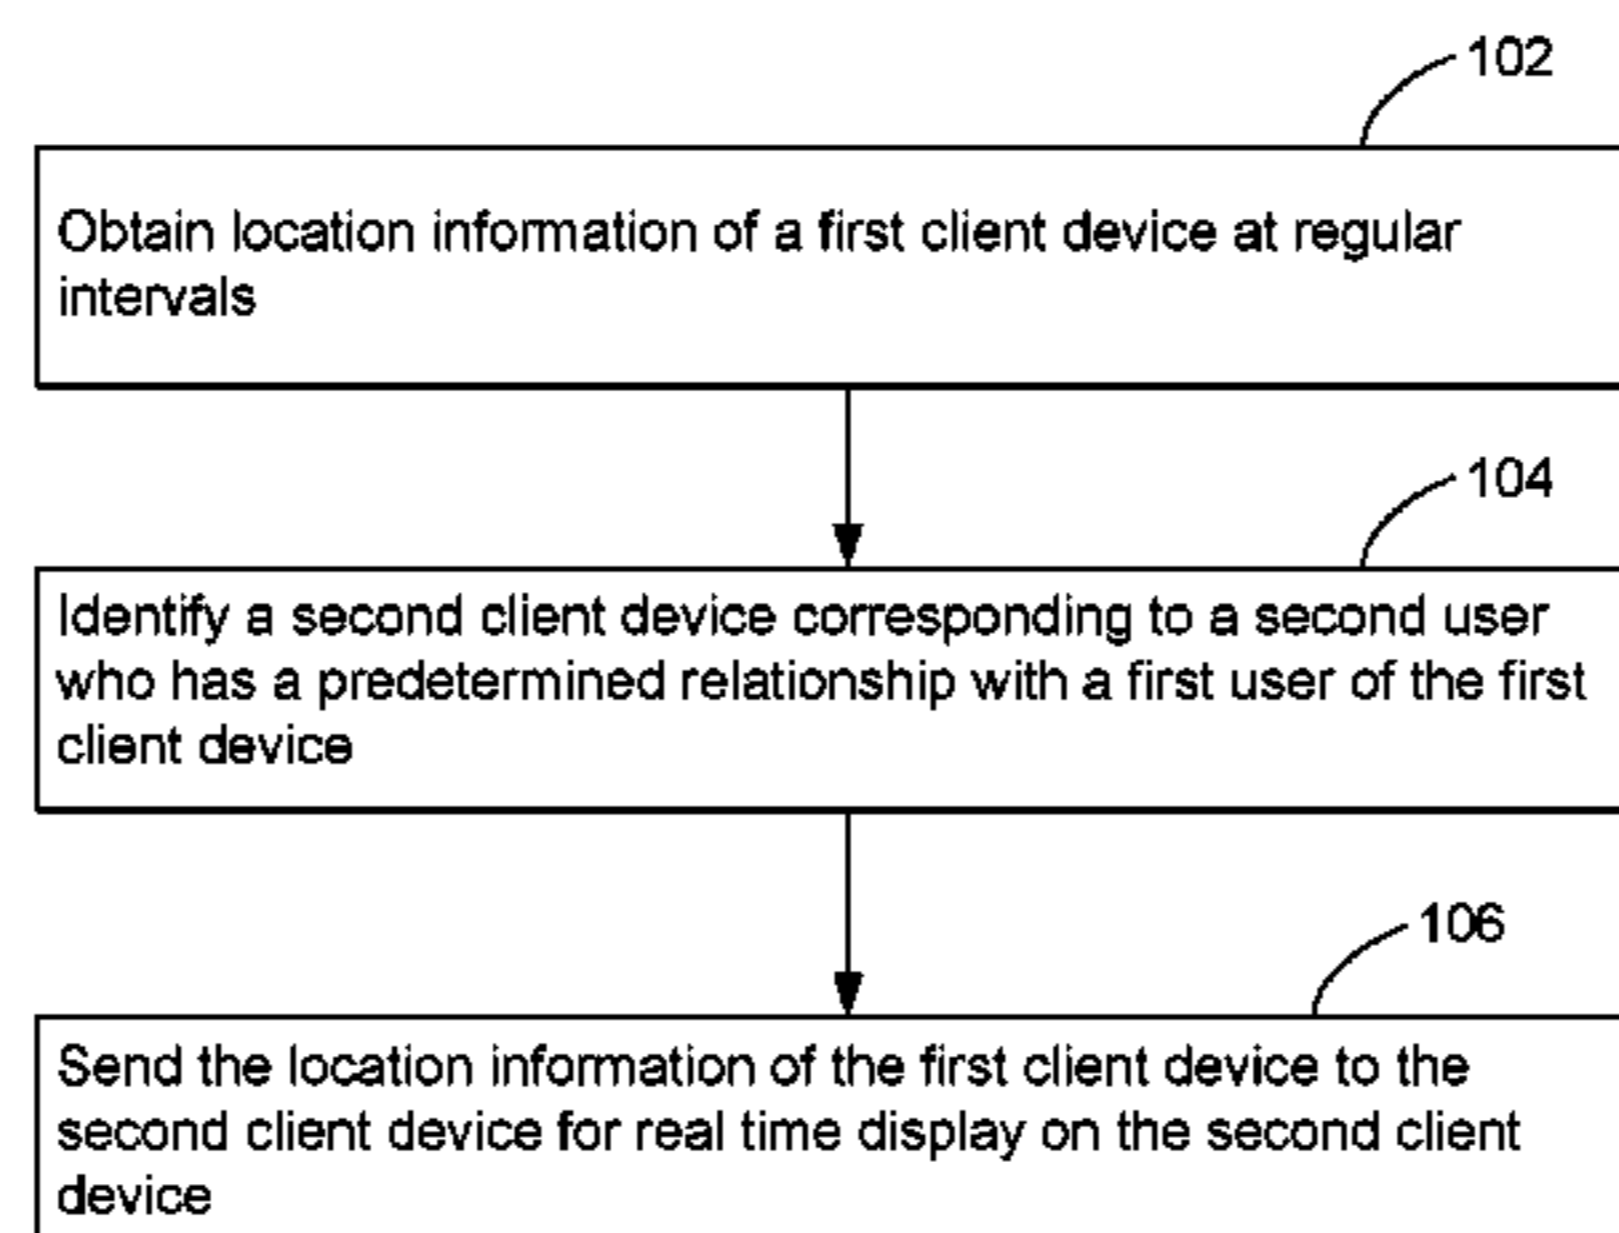 102
Obtain location information of a first client device at regular
intervals
104
Identify a second client device corresponding to a second user
who has a predetermined relationship with a first user of the first
client device
106
Send the location information of the first client device to the
second client device for real time display on the second client
device